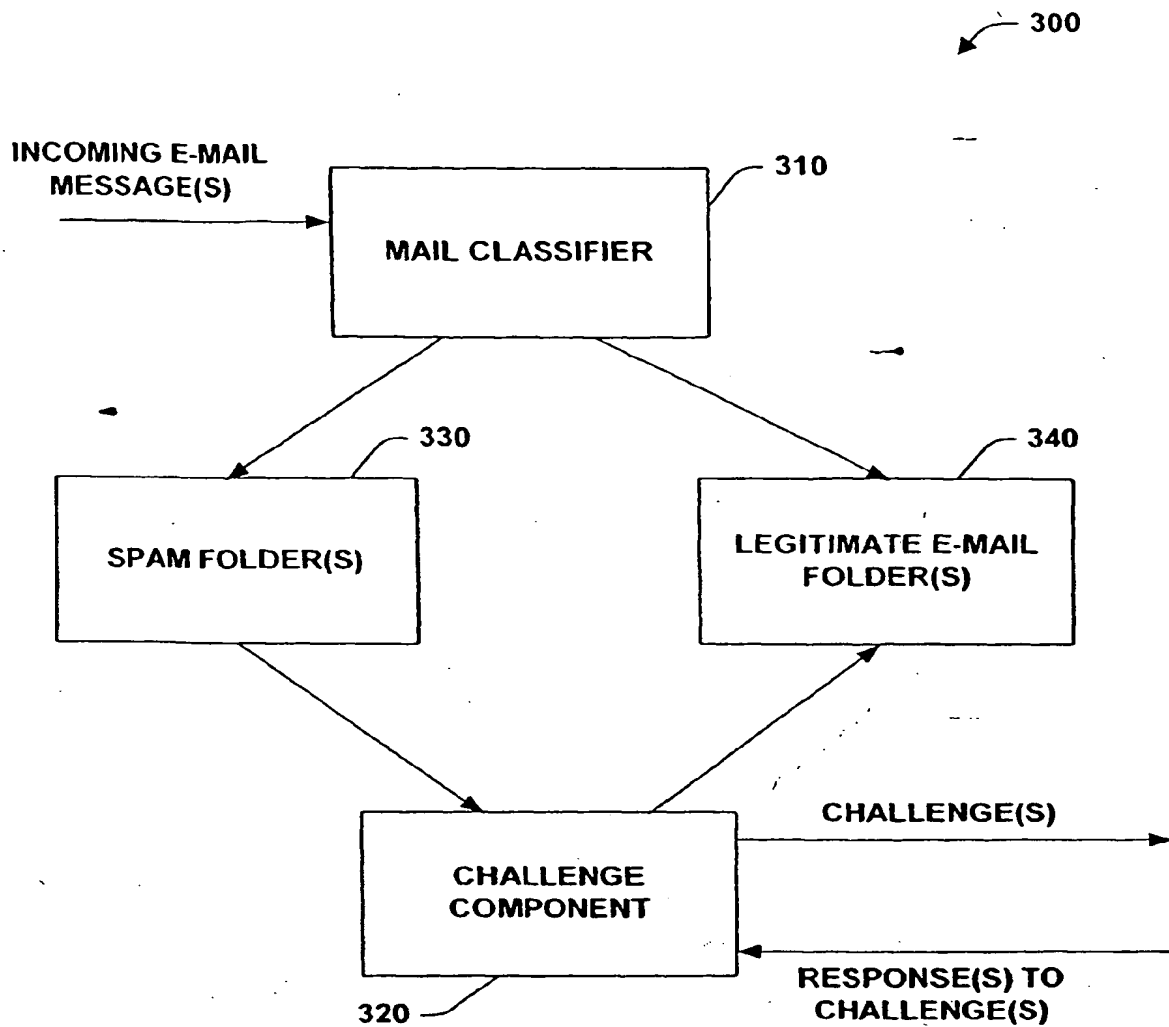 300
INCOMING E-MAIL
MESSAGE(S)
310
MAIL CLASSIFIER
330
340
SPAM FOLDER(S)
LEGITIMATE E-MAIL
FOLDER(S)
CHALLENGE(S)
CHALLENGE
COMPONENT
RESPONSE(S) TO
CHALLENGE(S)
320